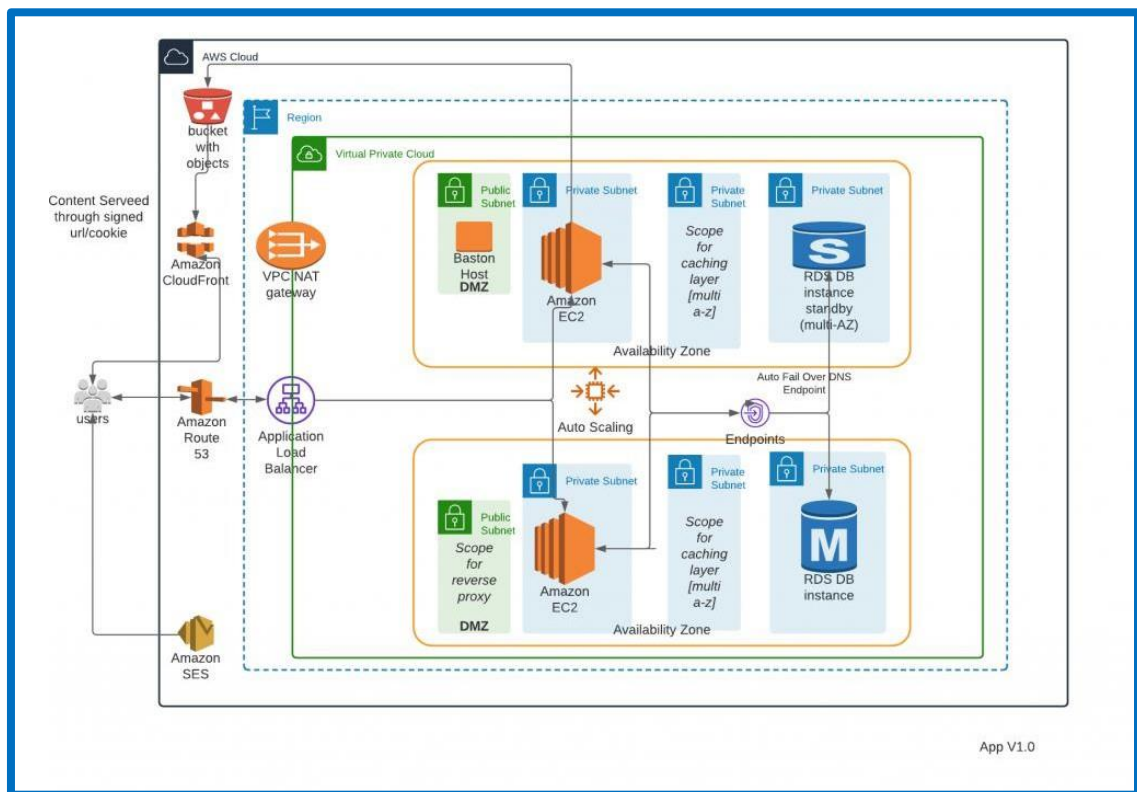 AWS Cloud
bucket
with
objects
Region
Virtual Private Cloud
Content Serveed
through signed
url/cookie
Amazon
CloudFront
VPC NAT
gateway
Public
Subnet
Baston
Host
DMZ
Private Subnet
Amazon
EC2
Private
Subnet
Scope
for
caching
layer
[multi
a-z]
Private Subnet
S
RDS DB
instance
standby
(multi-AZ)
Availability Zone
users
Amazon
Route
53
Application
Load
Balancer
Auto Scaling
Auto Fail Over DNS
Endpoint
Endpoints
Public
Subnet
Scope
for
reverse
proxy
DMZ
Private Subnet
Amazon
EC2
Private
Subnet
Scope
for
caching
layer
[multi
a-z]
Private Subnet
M
RDS DB
instance
Availability Zone
Amazon
SES
App V1.0